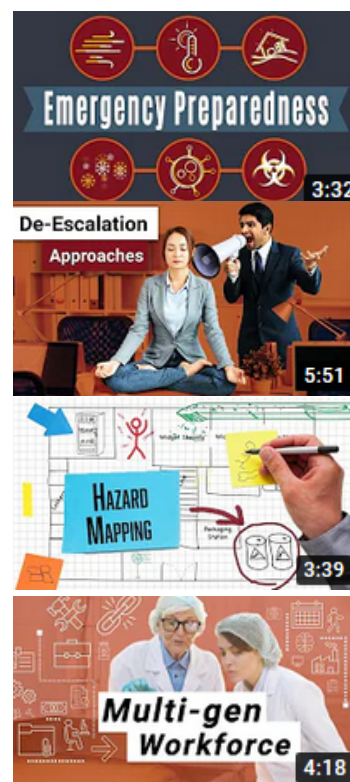 Emergency Preparedness
3:32
De-Escalation
Approaches
5:51
HAZARD
MAPPING
Packaging
Station
3:39
Multi-gen
Workforce
4:18